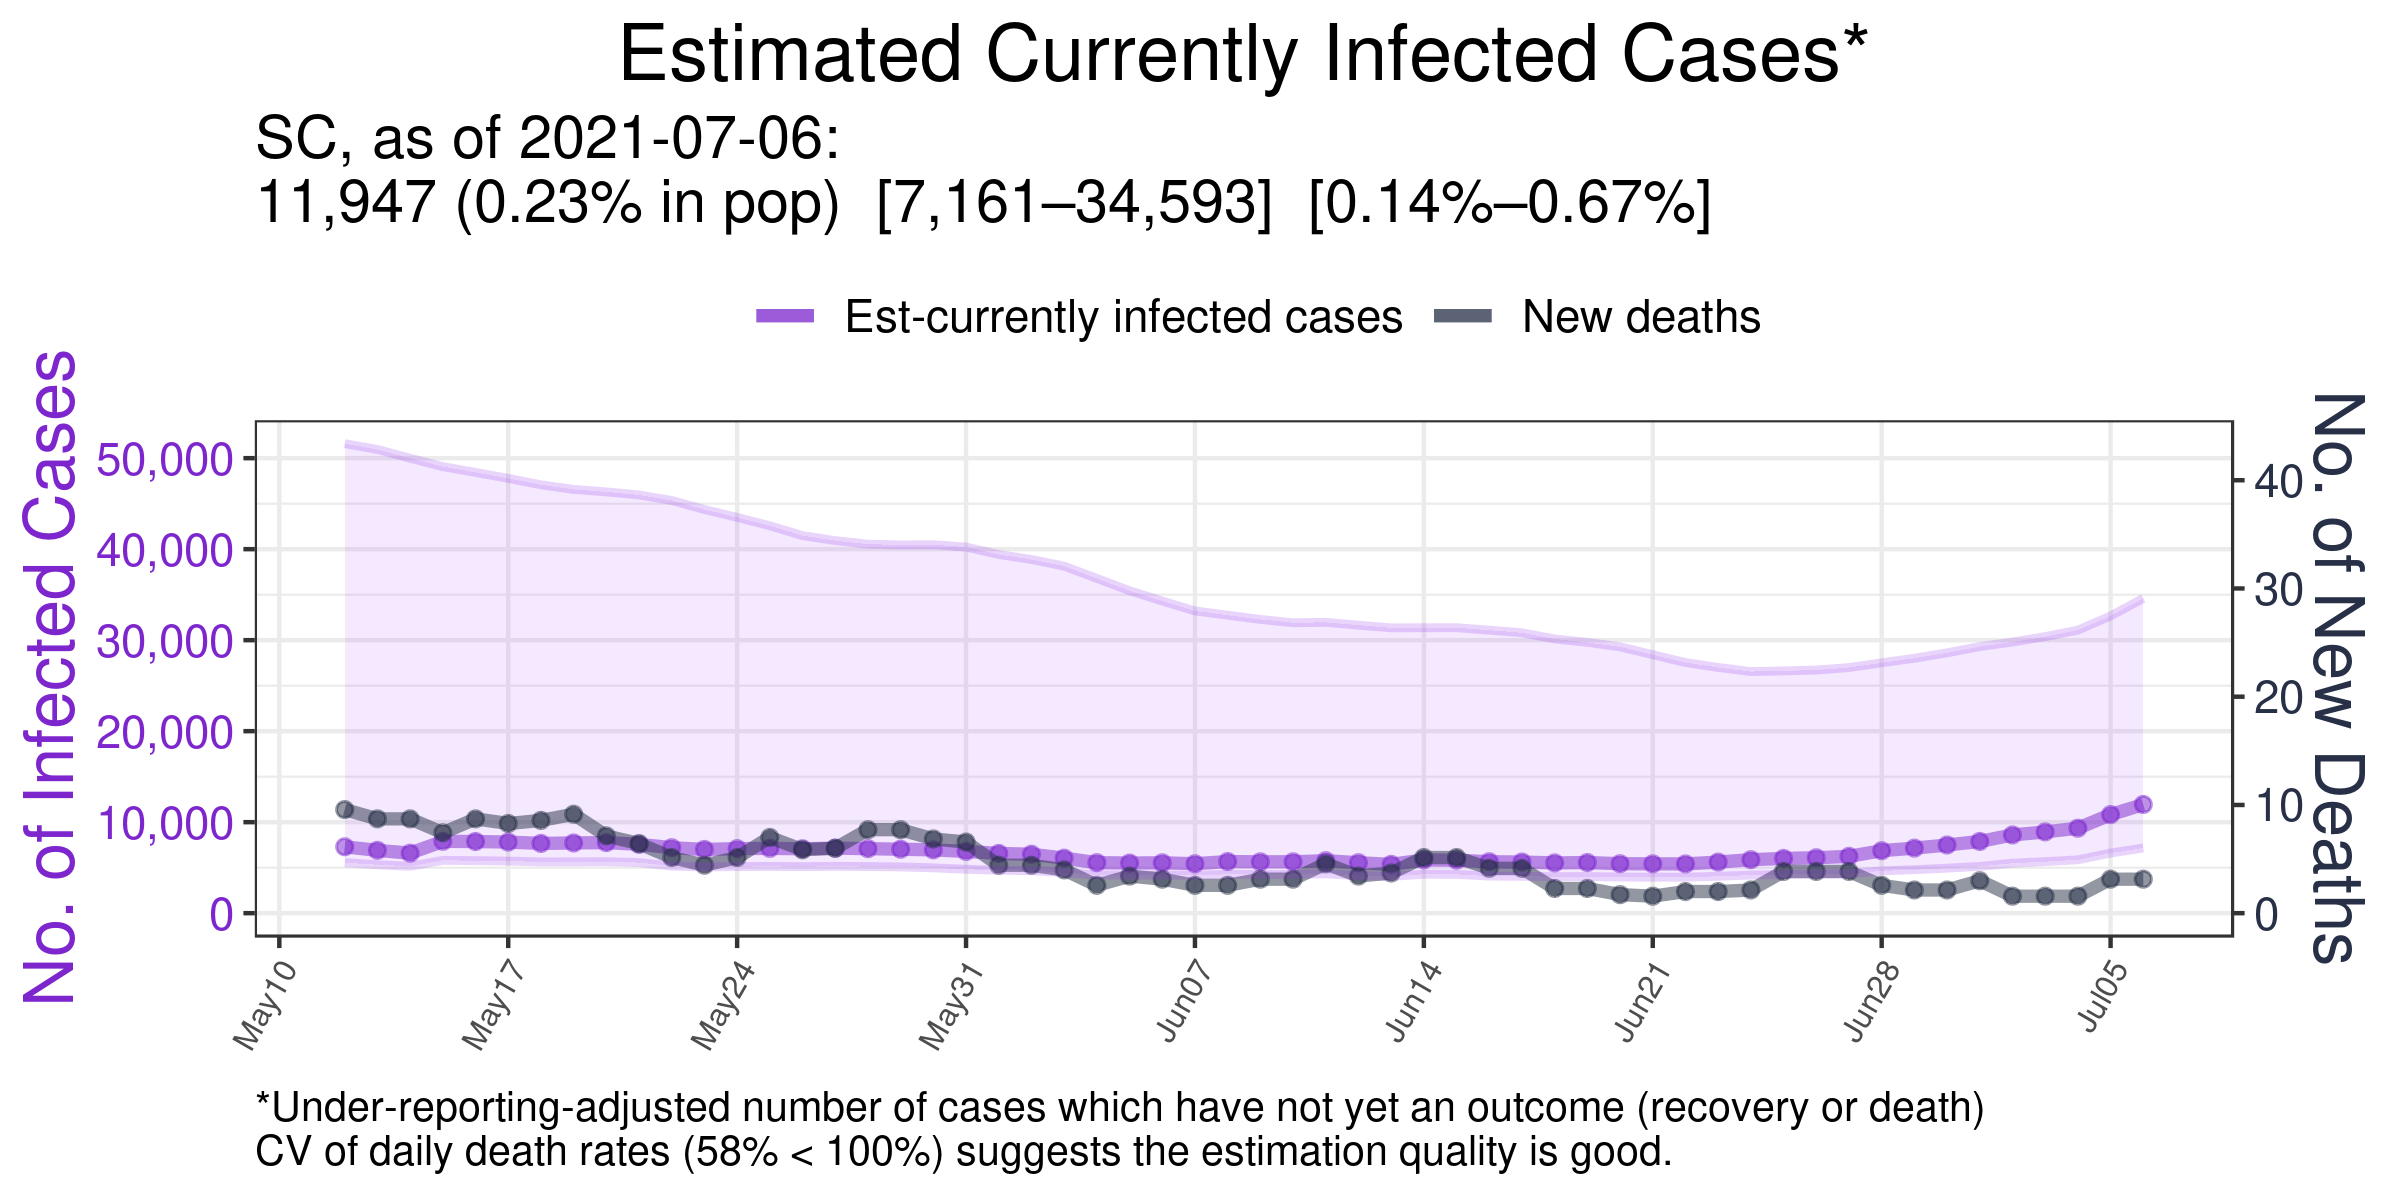 Estimated Currently Infected Cases*
SC, as of 2021-07-06:
11,947 (0.23% in pop) [7,161–34,593] [0.14%–0.67%]
Est-currently infected cases
New deaths
No. of Infected Cases
50,000
40,000
30,000
20,000
10,000
0
No. of New Deaths
40
30
20
10
0
May10
May17
May24
May31
Jun07
Jun14
Jun21
Jun28
Jul05
*Under-reporting-adjusted number of cases which have not yet an outcome (recovery or death)
CV of daily death rates (58% < 100%) suggests the estimation quality is good.